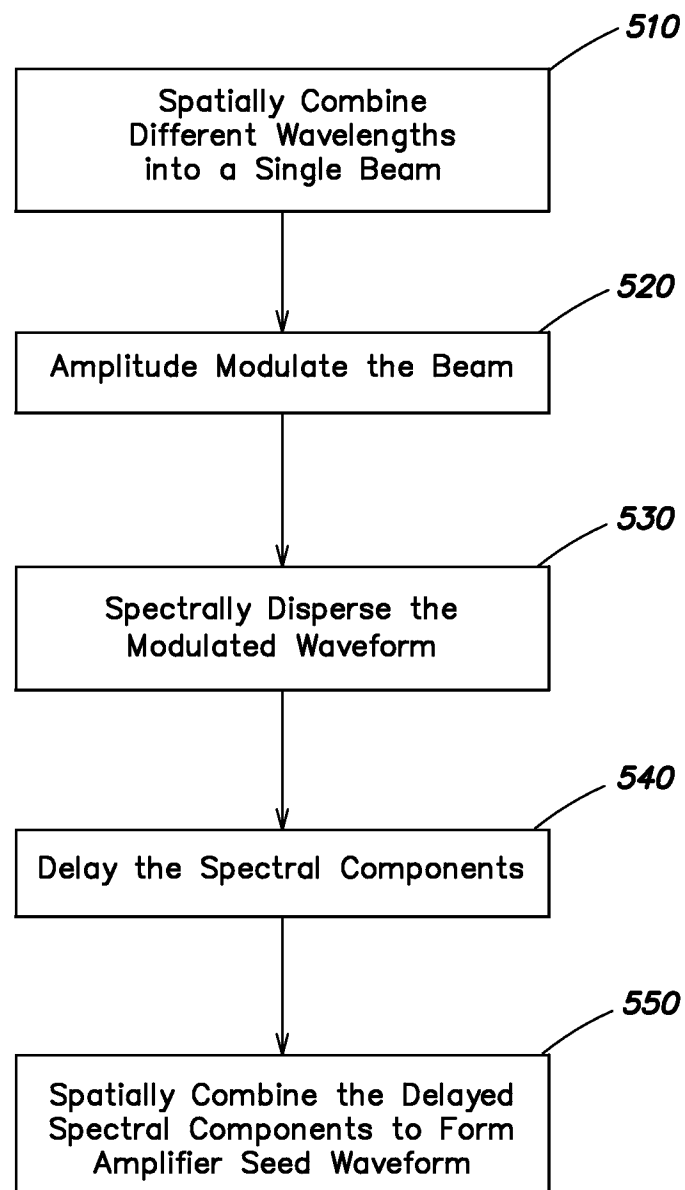 510
Spatially Combine
Different Wavelengths
into a Single Beam
520
Amplitude Modulate the Beam
530
Spectrally Disperse the
Modulated Waveform
540
Delay the Spectral Components
550
Spatially Combine the Delayed
Spectral Components to Form
Amplifier Seed Waveform